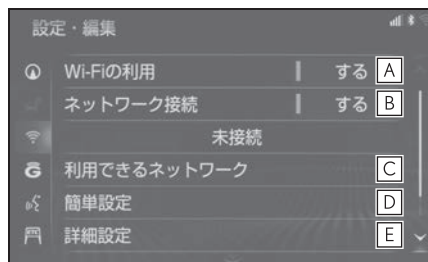 設定・編集
Wi-Fiの利用 する A
ネットワーク接続 する B
未接続
利用できるネットワーク C
簡単設定 D
詳細設定 E